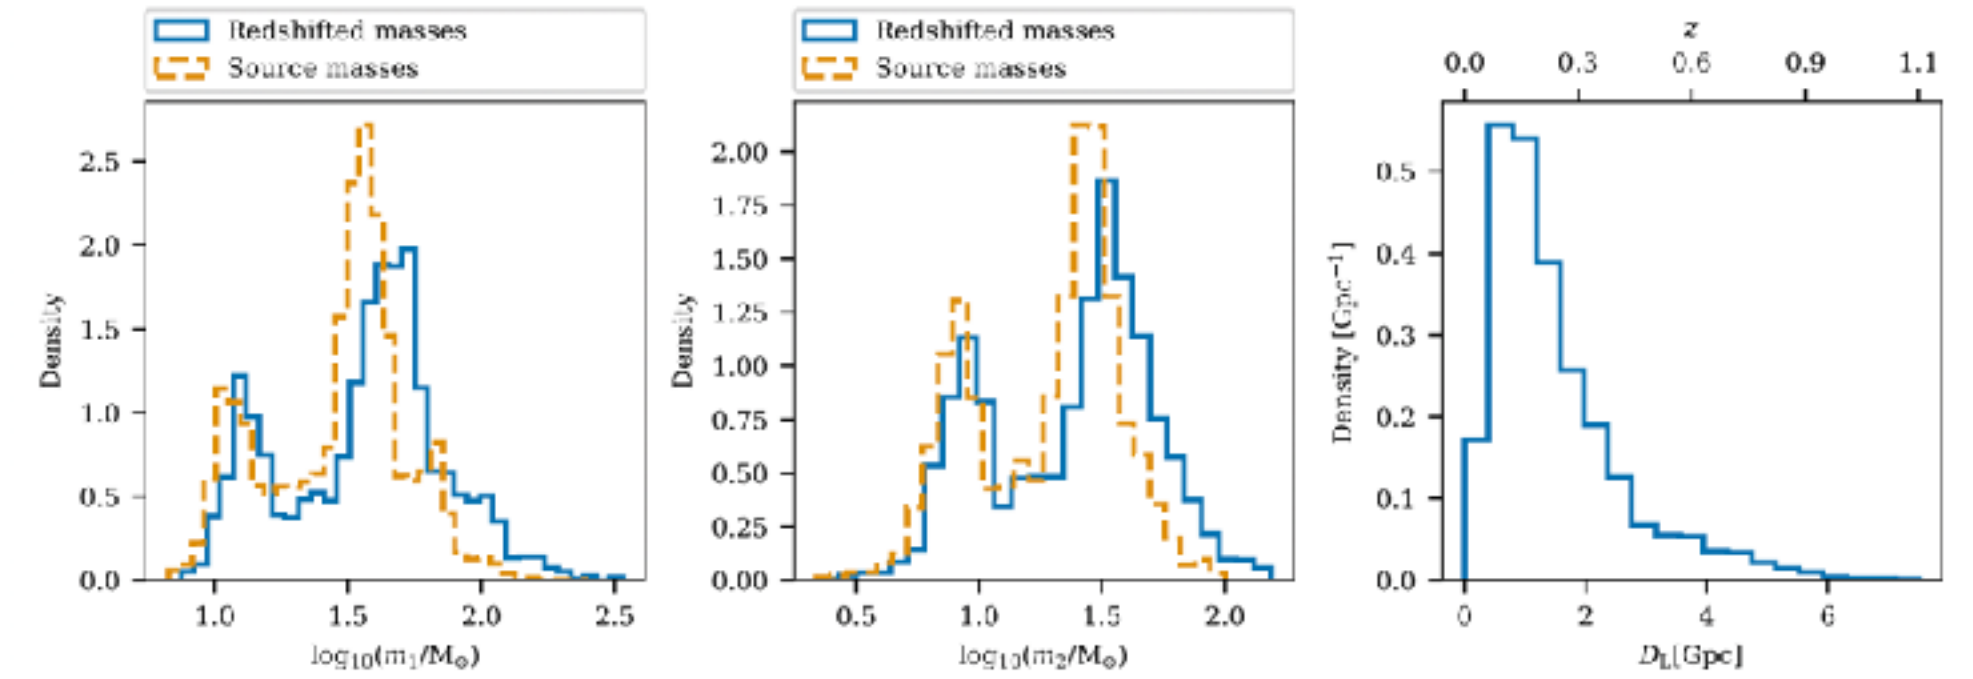 Redshifted masses
Source masses
2.5
2.0
1.5
1.0
0.5
0.0
Density
1.0 1.5 2.0 2.5
log10(m1/M⊙)
Redshifted masses
Source masses
2.00
1.75
1.50
1.25
1.00
0.75
0.50
0.25
0.00
Density
0.5 1.0 1.5 2.0
log10(m2/M⊙)
z
0.0 0.3 0.6 0.9 1.1
0.5
0.4
0.3
0.2
0.1
0.0
Density [Gpc−1]
0 2 4 6
DL[Gpc]